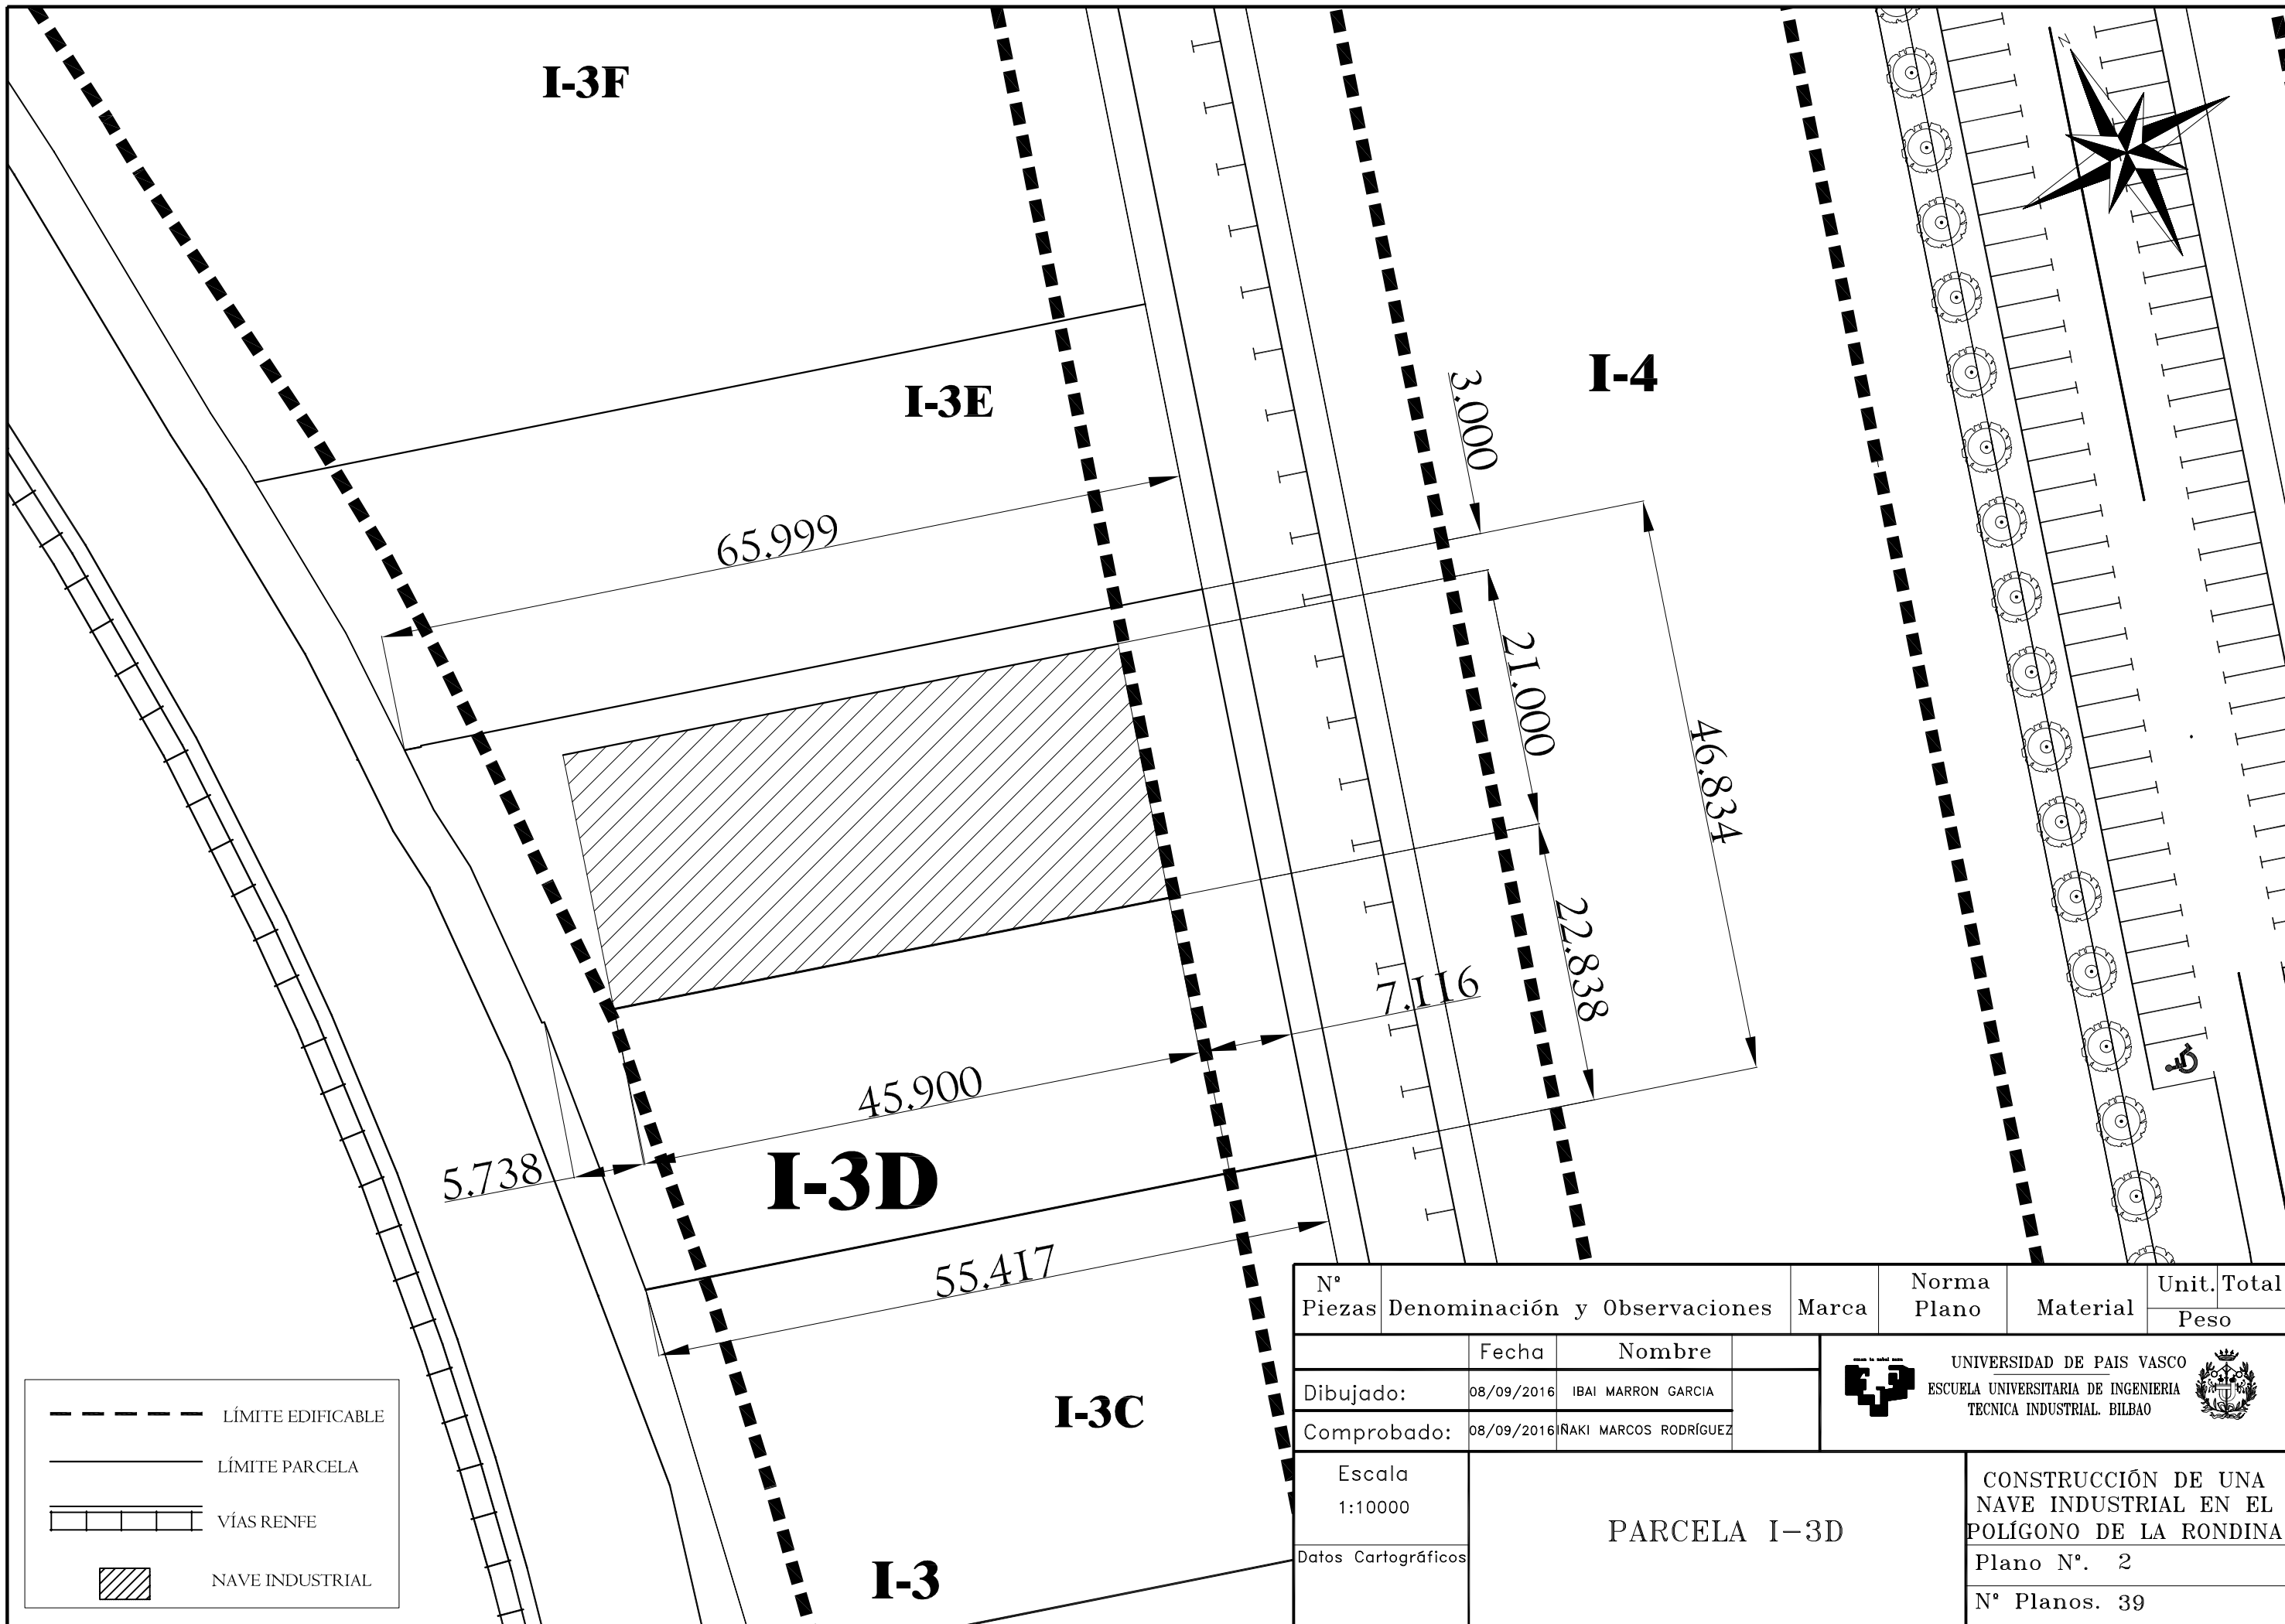 I-3F
N
I-3E
I-4
3.000
65.999
21.000
46.834
22.838
7.116
45.900
5.738
I-3D
55.417
I-3C
I-3
LÍMITE EDIFICABLE
LÍMITE PARCELA
VÍAS RENFE
NAVE INDUSTRIAL
Nº Piezas
Denominación y Observaciones
Marca
Norma Plano
Material
Unit. Total
Peso
Fecha Nombre
Dibujado: 08/09/2016 IBAI MARRON GARCIA
Comprobado: 08/09/2016 IÑAKI MARCOS RODRÍGUEZ
UNIVERSIDAD DE PAIS VASCO
ESCUELA UNIVERSITARIA DE INGENIERIA
TECNICA INDUSTRIAL. BILBAO
Escala
1:10000
Datos Cartográficos
PARCELA I-3D
CONSTRUCCIÓN DE UNA
NAVE INDUSTRIAL EN EL
POLÍGONO DE LA RONDINA
Plano Nº. 2
Nº Planos. 39